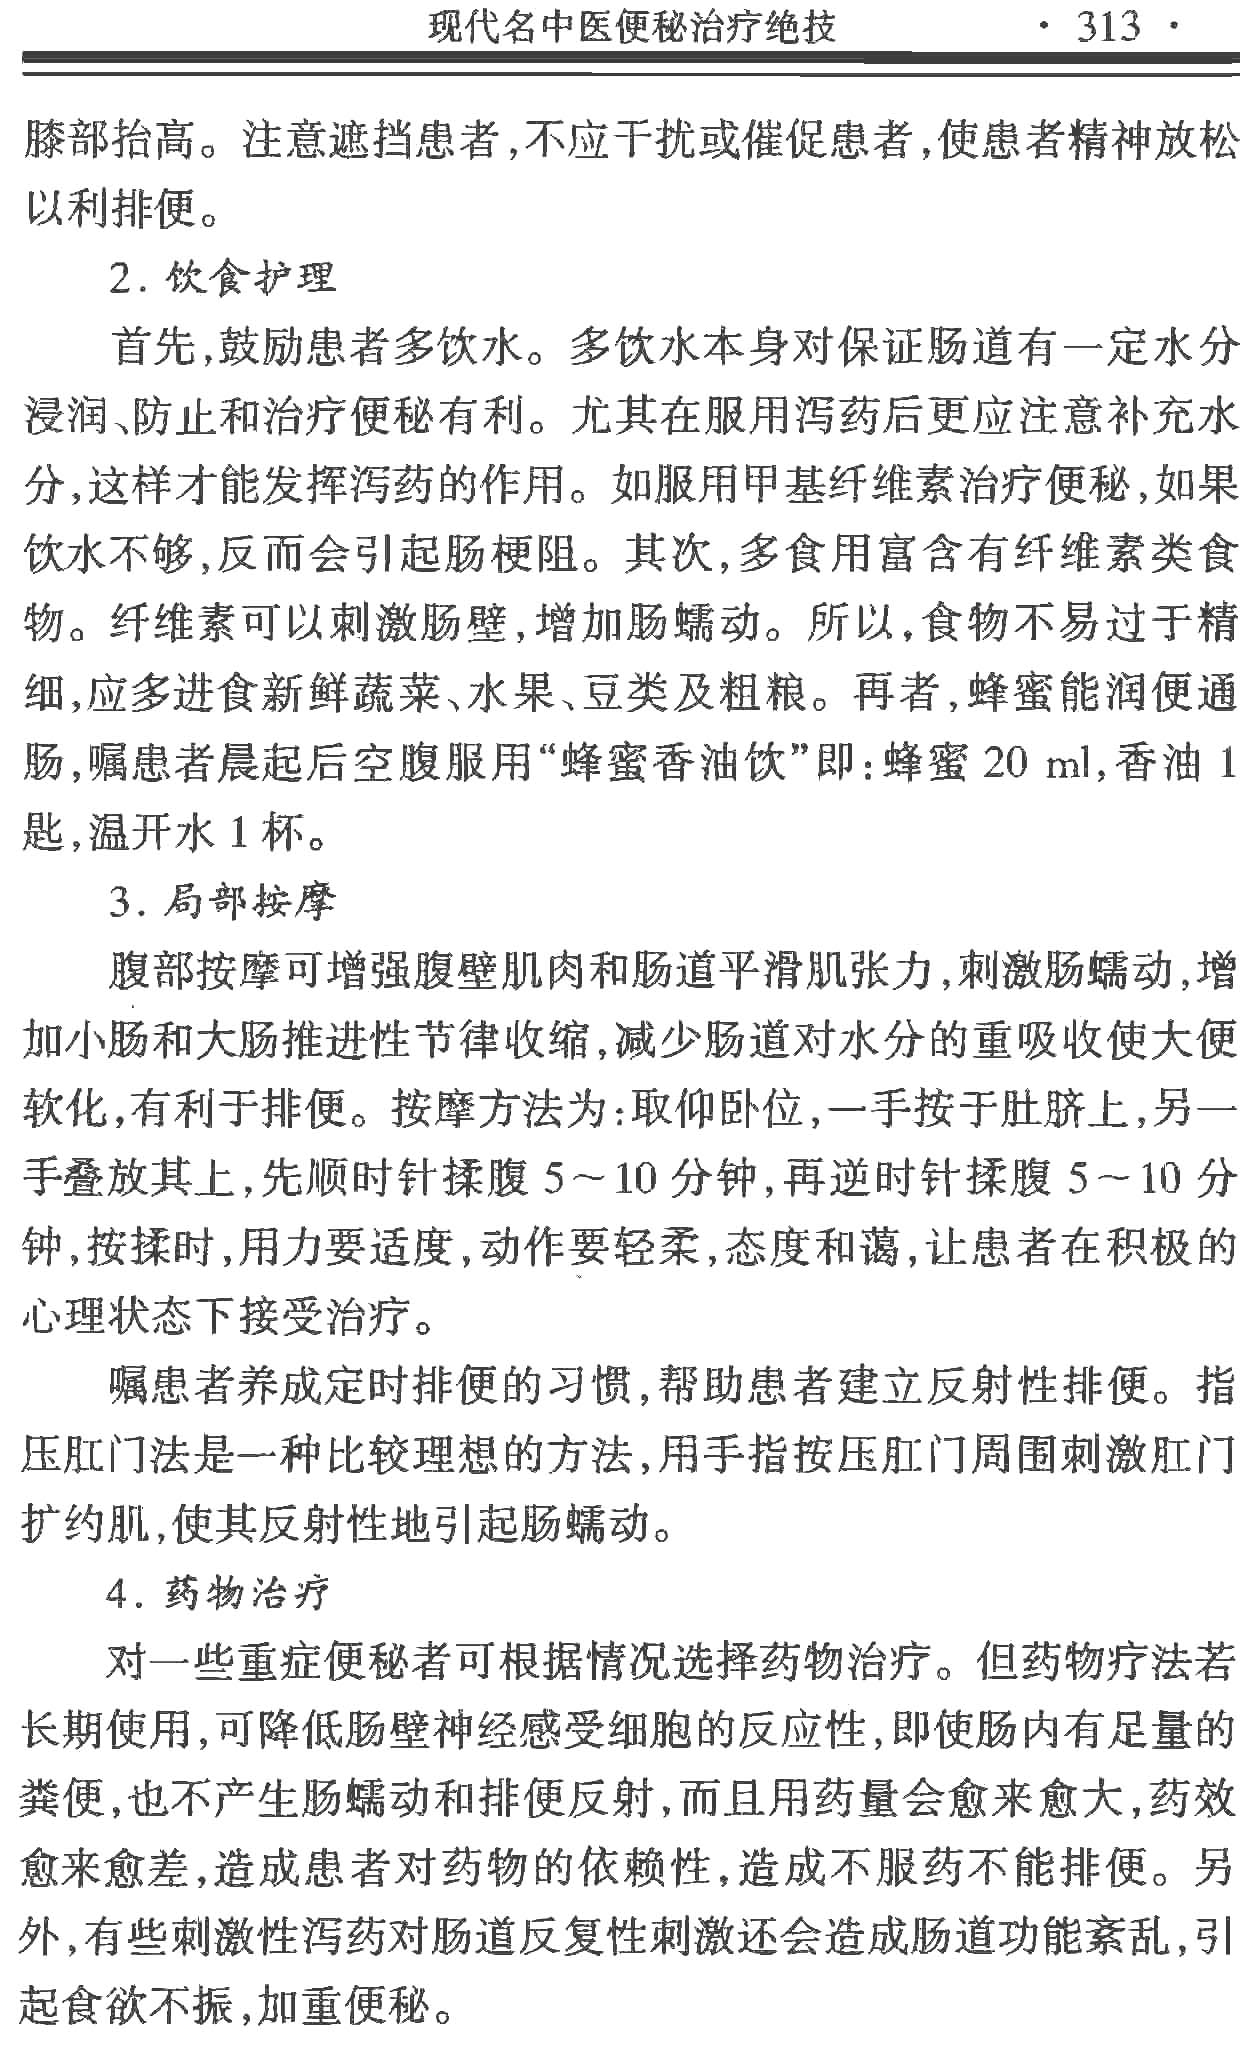 现代名中医便秘治疗绝技 · 313 ·
膝部抬高。注意遮挡患者,不应干扰或催促患者,使患者精神放松
以利排便。
2. 饮食护理
首先,鼓励患者多饮水。多饮水本身对保证肠道有一定水分
浸润、防止和治疗便秘有利。尤其在服用泻药后更应注意补充水
分,这样才能发挥泻药的作用。如服用甲基纤维素治疗便秘,如果
饮水不够,反而会引起肠梗阻。其次,多食用富含有纤维素类食
物。纤维素可以刺激肠壁,增加肠蠕动。所以,食物不易过于精
细,应多进食新鲜蔬菜、水果、豆类及粗粮。再者,蜂蜜能润便通
肠,嘱患者晨起后空腹服用“蜂蜜香油饮”即:蜂蜜 20 ml,香油 1
匙,温开水 1 杯。
3. 局部按摩
腹部按摩可增强腹壁肌肉和肠道平滑肌张力,刺激肠蠕动,增
加小肠和大肠推进性节律收缩,减少肠道对水分的重吸收使大便
软化,有利于排便。按摩方法为:取仰卧位,一手按于肚脐上,另一
手叠放其上,先顺时针揉腹 5～10 分钟,再逆时针揉腹 5～10 分
钟,按揉时,用力要适度,动作要轻柔,态度和蔼,让患者在积极的
心理状态下接受治疗。
嘱患者养成定时排便的习惯,帮助患者建立反射性排便。指
压肛门法是一种比较理想的方法,用手指按压肛门周围刺激肛门
扩约肌,使其反射性地引起肠蠕动。
4. 药物治疗
对一些重症便秘者可根据情况选择药物治疗。但药物疗法若
长期使用,可降低肠壁神经感受细胞的反应性,即使肠内有足量的
粪便,也不产生肠蠕动和排便反射,而且用药量会愈来愈大,药效
愈来愈差,造成患者对药物的依赖性,造成不服药不能排便。另
外,有些刺激性泻药对肠道反复性刺激还会造成肠道功能紊乱,引
起食欲不振,加重便秘。